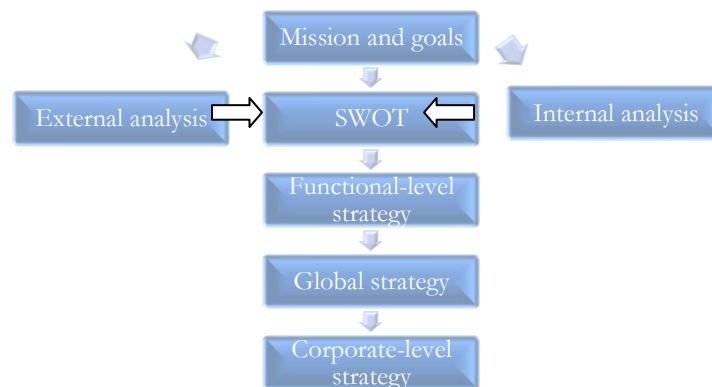 Mission and goals
External analysis
SWOT
Internal analysis
Functional-level
strategy
Global strategy
Corporate-level
strategy